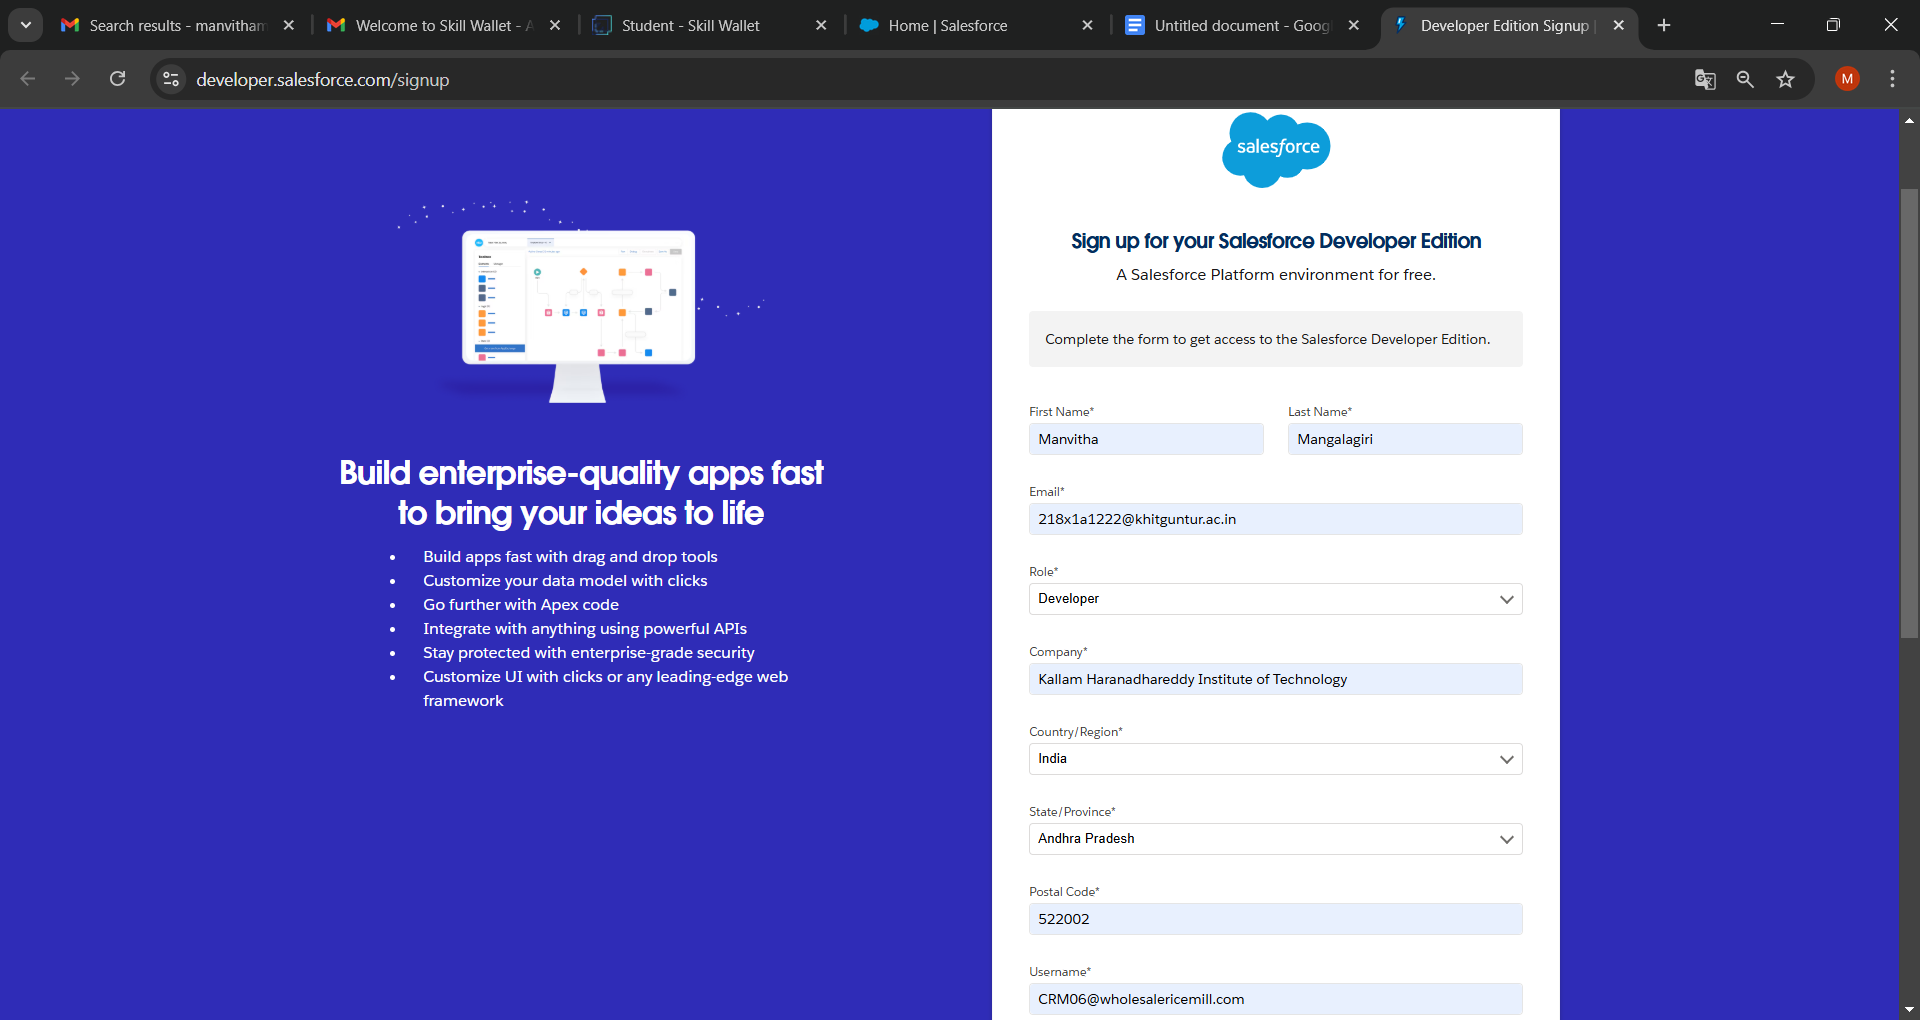 Search results - manvitham
Welcome to Skill Wallet - A
Student - Skill Wallet
Home | Salesforce
Untitled document - Goog
Developer Edition Signup |
developer.salesforce.com/signup
M
salesforce
Sign up for your Salesforce Developer Edition
A Salesforce Platform environment for free.
Complete the form to get access to the Salesforce Developer Edition.
Build enterprise-quality apps fast
to bring your ideas to life
• Build apps fast with drag and drop tools
• Customize your data model with clicks
• Go further with Apex code
• Integrate with anything using powerful APIs
• Stay protected with enterprise-grade security
• Customize UI with clicks or any leading-edge web
framework
First Name* Last Name*
Manvitha Mangalagiri
Email*
218x1a1222@khitguntur.ac.in
Role*
Developer
Company*
Kallam Haranadhareddy Institute of Technology
Country/Region*
India
State/Province*
Andhra Pradesh
Postal Code*
522002
Username*
CRM06@wholesalericemill.com